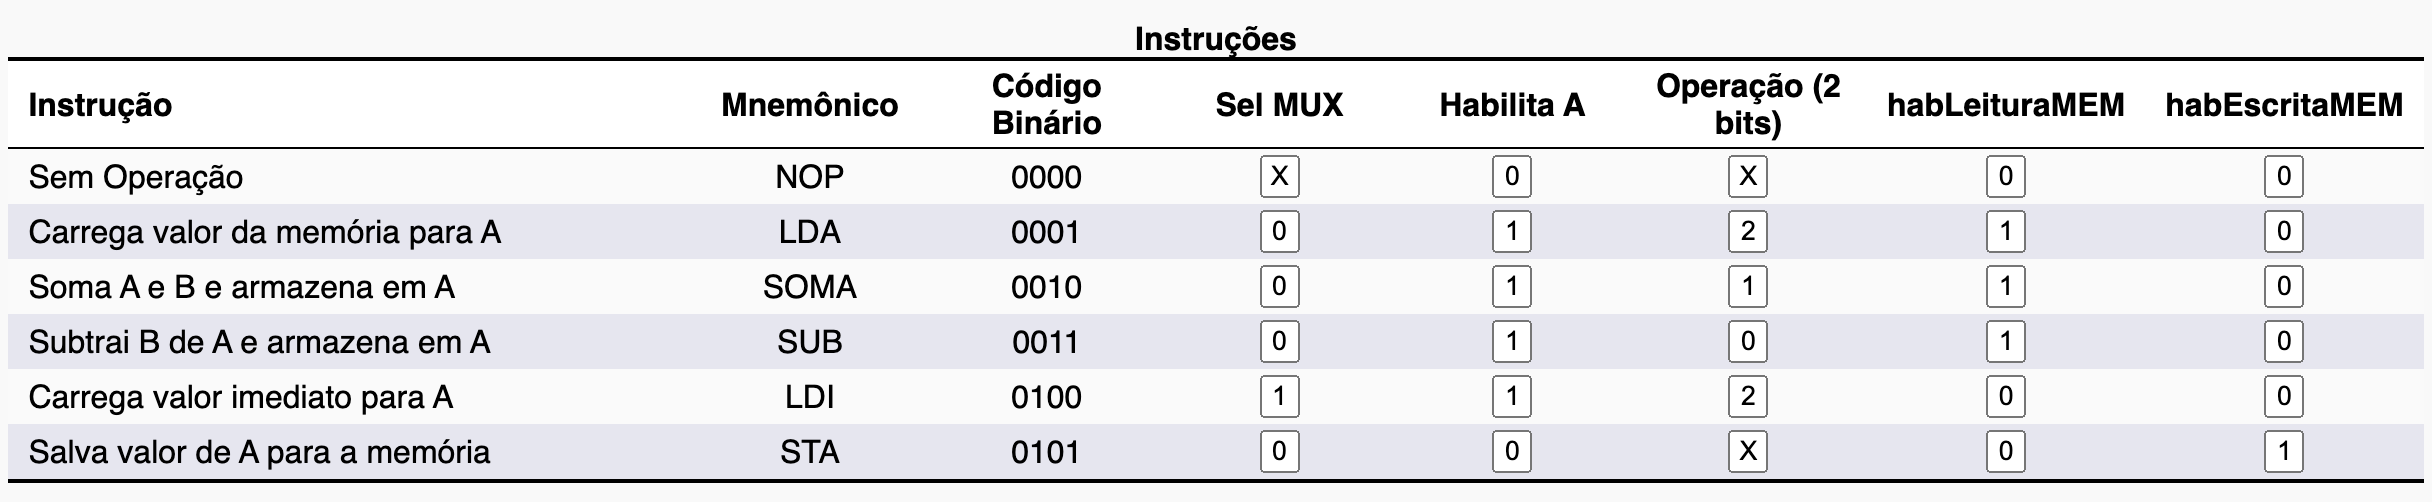 Instruções
Instrução Mnemônico Código Binário Sel MUX Habilita A Operação (2 bits) habLeituraMEM habEscritaMEM
Sem Operação NOP 0000 X 0 X 0 0
Carrega valor da memória para A LDA 0001 0 1 2 1 0
Soma A e B e armazena em A SOMA 0010 0 1 1 1 0
Subtrai B de A e armazena em A SUB 0011 0 1 0 1 0
Carrega valor imediato para A LDI 0100 1 1 2 0 0
Salva valor de A para a memória STA 0101 0 0 X 0 1